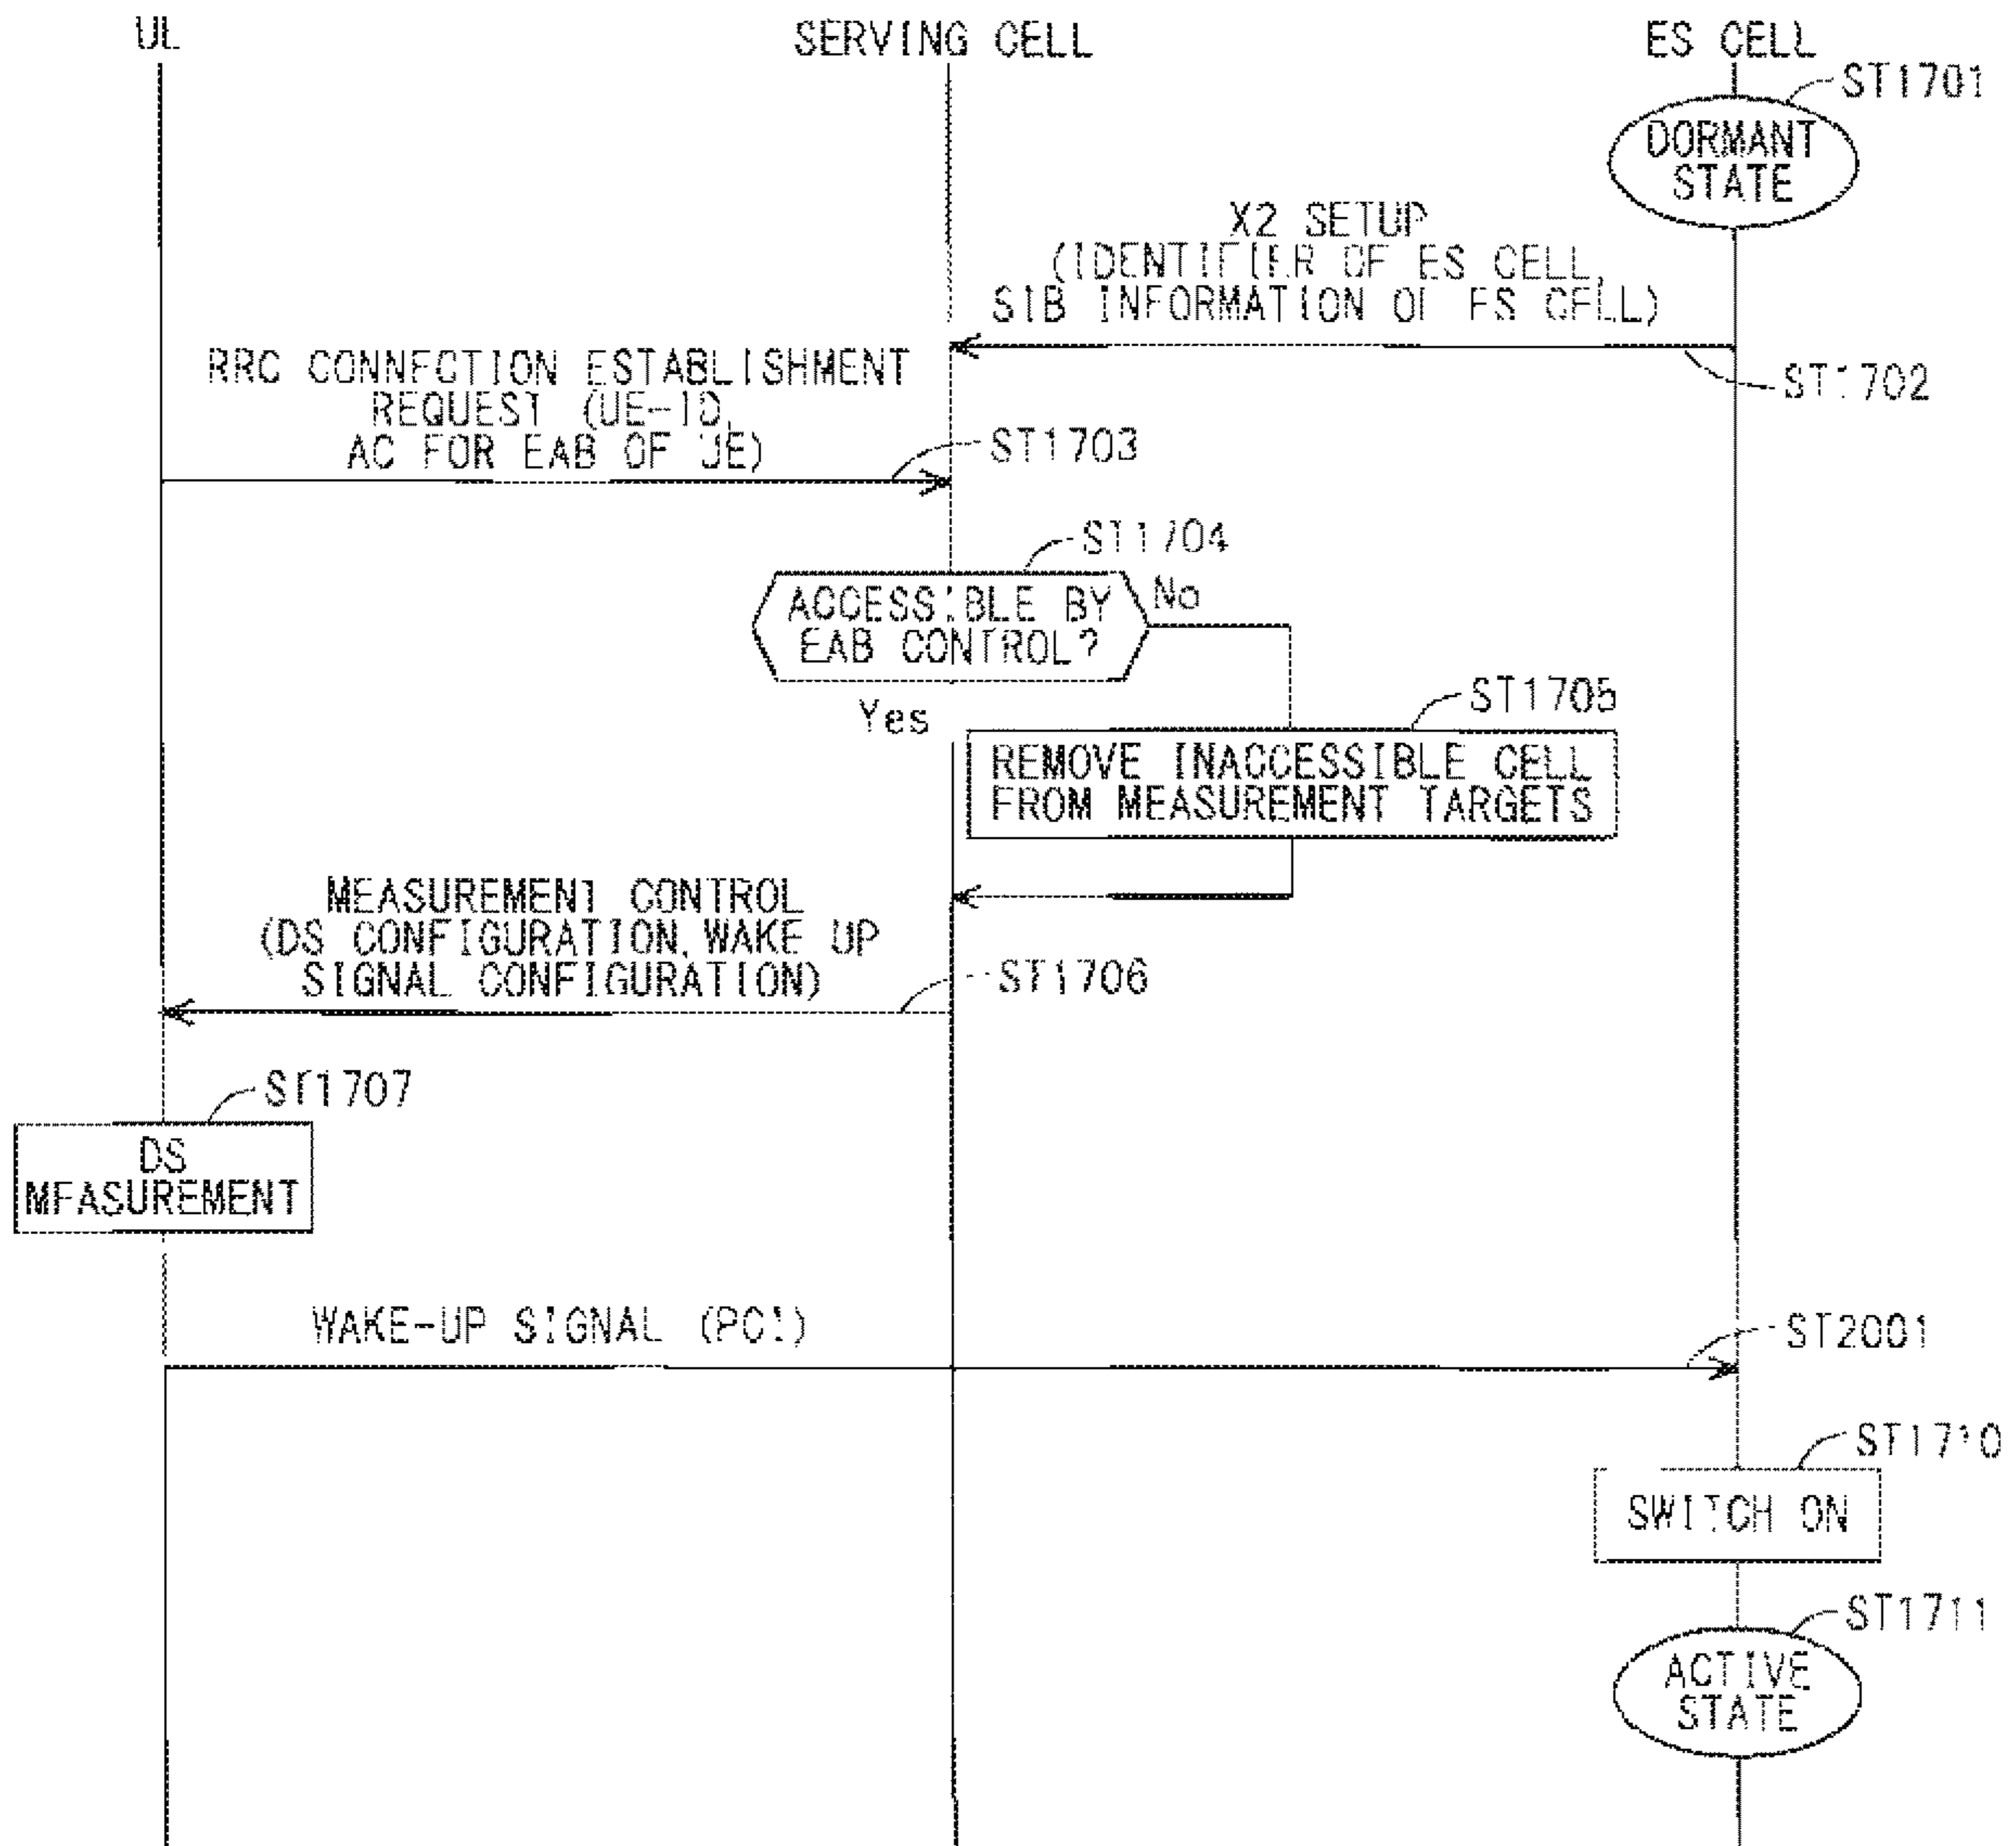 UE
SERVING CELL
ES CELL
ST1701
DORMANT
STATE
X2 SETUP
(IDENTIFIER OF ES CELL,
SIB INFORMATION OF ES CELL)
ST1702
RRC CONNECTION ESTABLISHMENT
REQUEST (UE-ID,
AC FOR EAB OF UE)
ST1703
ST1704
ACCESSIBLE BY
EAB CONTROL?
No
Yes
ST1705
REMOVE INACCESSIBLE CELL
FROM MEASUREMENT TARGETS
MEASUREMENT CONTROL
(DS CONFIGURATION, WAKE UP
SIGNAL CONFIGURATION)
ST1706
ST1707
DS
MEASUREMENT
WAKE-UP SIGNAL (PCI)
ST2001
ST1710
SWITCH ON
ST1711
ACTIVE
STATE